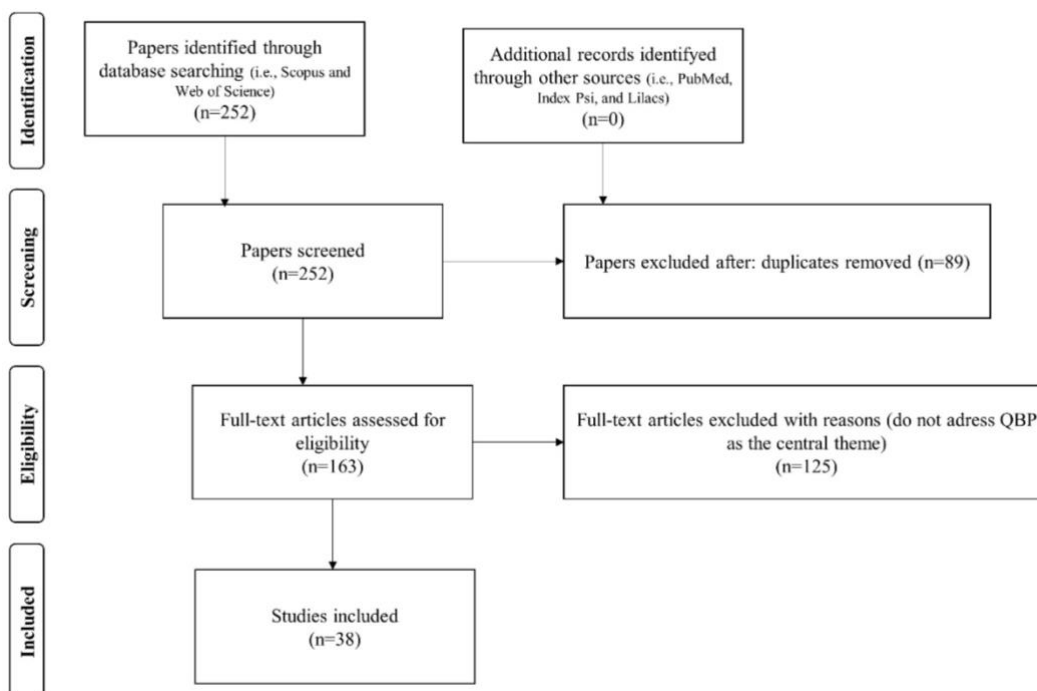 Identification
Papers identified through
database searching (i.e., Scopus and
Web of Science)
(n=252)
Additional records identifyed
through other sources (i.e., PubMed,
Index Psi, and Lilacs)
(n=0)
Screening
Papers screened
(n=252)
Papers excluded after: duplicates removed (n=89)
Eligibility
Full-text articles assessed for
eligibility
(n=163)
Full-text articles excluded with reasons (do not adress QBP
as the central theme)
(n=125)
Included
Studies included
(n=38)